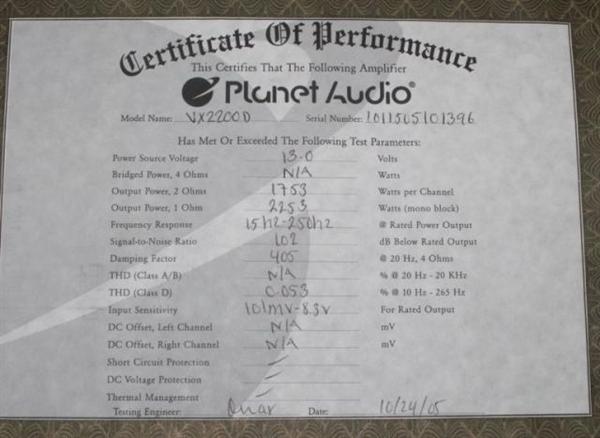 Certificate Of Performance
This Certifies That The Following Amplifier
Planet Audio®
Model Name: VX2200D Serial Number: 1011505101396
Has Met Or Exceeded The Following Test Parameters:
Power Source Voltage 13.0 Volts
Bridged Power, 4 Ohms N/A Watts
Output Power, 2 Ohms 1753 Watts per Channel
Output Power, 1 Ohm 2253 Watts (mono block)
Frequency Response 15hz-250hz @ Rated Power Output
Signal-to-Noise Ratio 102 dB Below Rated Output
Damping Factor 405 @ 20 Hz, 4 Ohms
THD (Class A/B) N/A % @ 20 Hz - 20 KHz
THD (Class D) 0.053 % @ 10 Hz - 265 Hz
Input Sensitivity 101mV-8.8V For Rated Output
DC Offset, Left Channel N/A mV
DC Offset, Right Channel N/A mV
Short Circuit Protection
DC Voltage Protection
Thermal Management
Testing Engineer: Date: 10/24/05